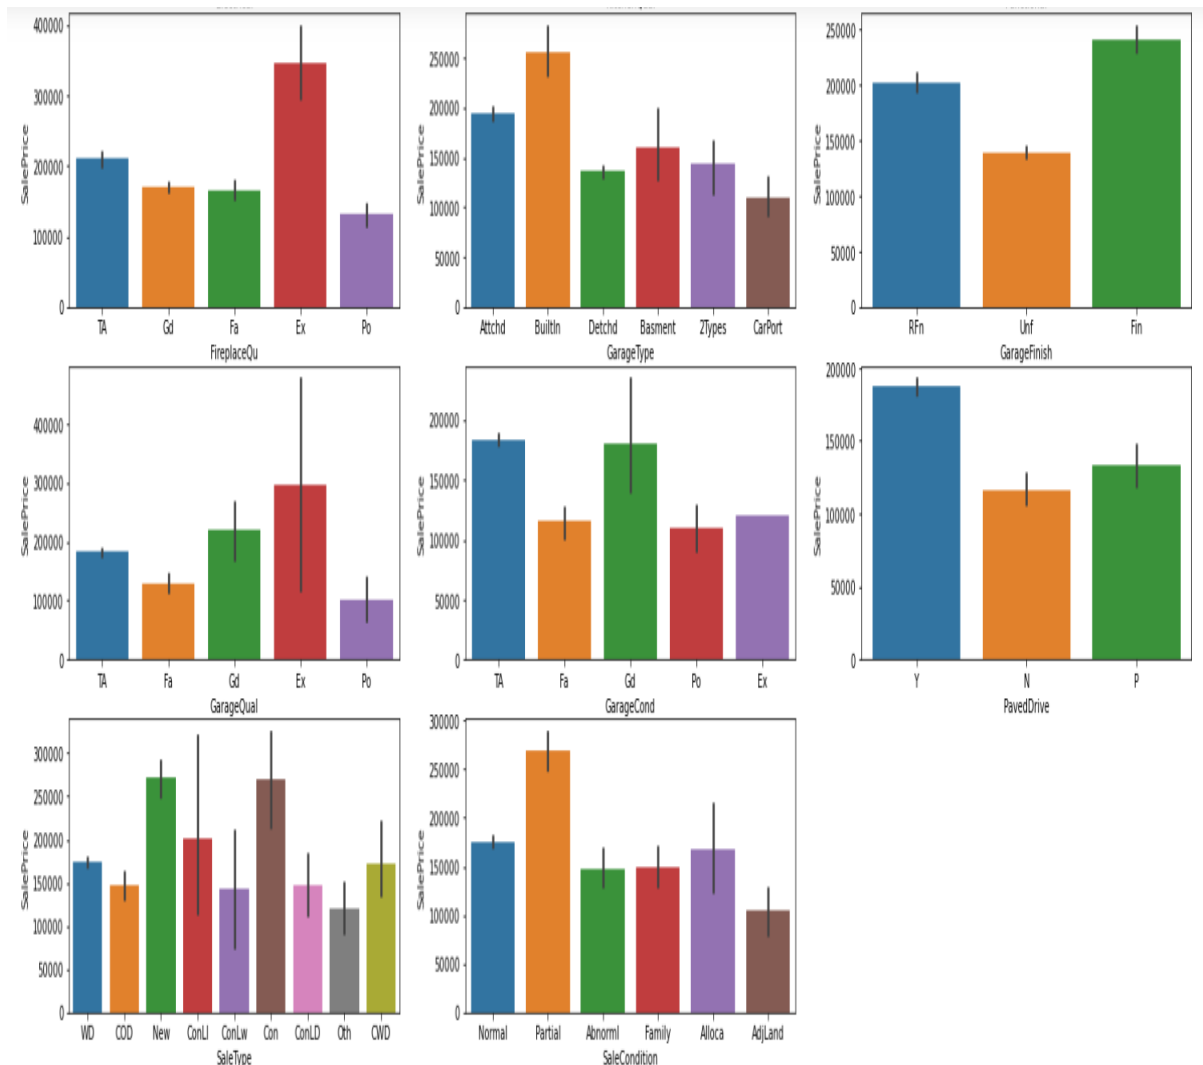 400000
300000
200000
100000
0
SalePrice
TA Gd Fa Ex Po
FireplaceQu
250000
200000
150000
100000
50000
0
SalePrice
Attchd BuiltIn Detchd Basment 2Types CarPort
GarageType
250000
200000
150000
100000
50000
0
SalePrice
RFn Unf Fin
GarageFinish
400000
300000
200000
100000
0
SalePrice
TA Fa Gd Ex Po
GarageQual
200000
150000
100000
50000
0
SalePrice
TA Fa Gd Po Ex
GarageCond
200000
150000
100000
50000
0
SalePrice
Y N P
PavedDrive
300000
250000
200000
150000
100000
50000
0
SalePrice
WD COD New ConLI ConLw Con ConLD Oth CWD
SaleType
300000
250000
200000
150000
100000
50000
0
SalePrice
Normal Partial Abnorml Family Alloca AdjLand
SaleCondition